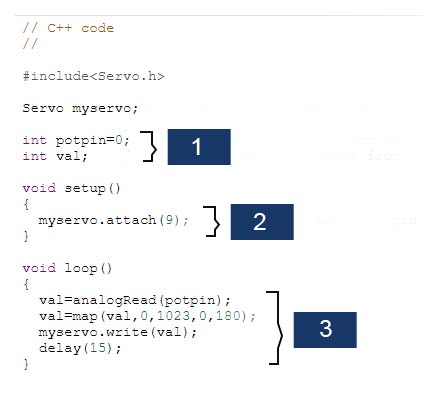 // C++ code
//
#include<Servo.h>
Servo myservo;
int potpin=0;
int val;
1
void setup()
{
myservo.attach(9);
}
2
void loop()
{
val=analogRead(potpin);
val=map(val,0,1023,0,180);
myservo.write(val);
delay(15);
}
3